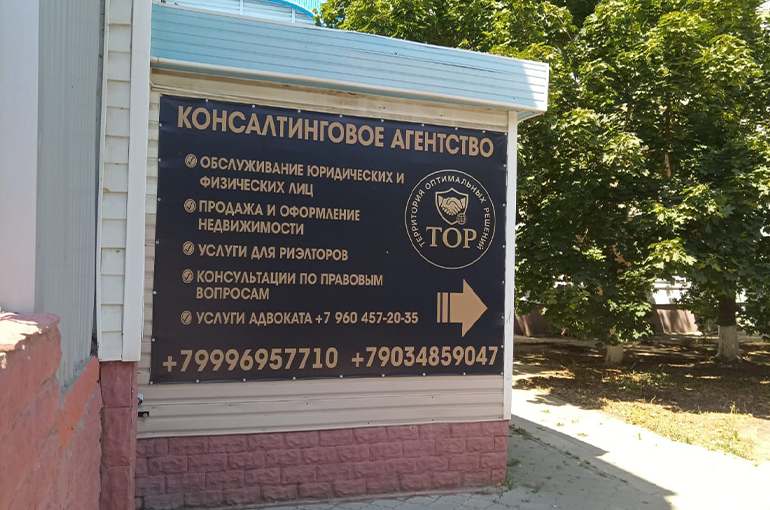 КОНСАЛТИНГОВОЕ АГЕНТСТВО
ОБСЛУЖИВАНИЕ ЮРИДИЧЕСКИХ И
ФИЗИЧЕСКИХ ЛИЦ
ПРОДАЖА И ОФОРМЛЕНИЕ
НЕДВИЖИМОСТИ
УСЛУГИ ДЛЯ РИЭЛТОРОВ
КОНСУЛЬТАЦИИ ПО ПРАВОВЫМ
ВОПРОСАМ
УСЛУГИ АДВОКАТА +7 960 457-20-35
ТЕРРИТОРИЯ ОПТИМАЛЬНЫХ РЕШЕНИЙ
ТОР
+79996957710 +79034859047